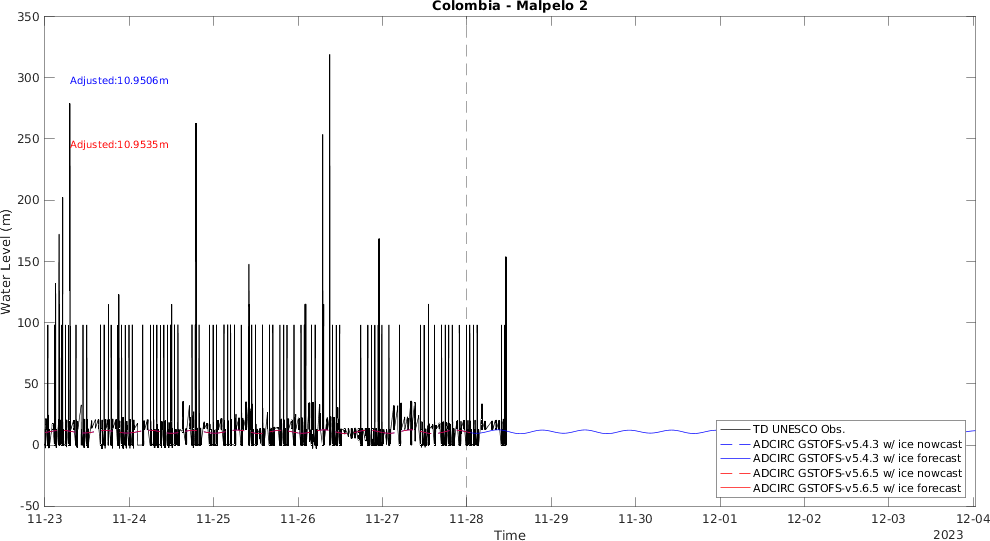 Colombia - Malpelo 2
350
300
250
200
150
100
50
0
-50
Water Level (m)
Adjusted:10.9506m
Adjusted:10.9535m
TD UNESCO Obs.
ADCIRC GSTOFS-v5.4.3 w/ ice nowcast
ADCIRC GSTOFS-v5.4.3 w/ ice forecast
ADCIRC GSTOFS-v5.6.5 w/ ice nowcast
ADCIRC GSTOFS-v5.6.5 w/ ice forecast
11-23 11-24 11-25 11-26 11-27 11-28 11-29 11-30 12-01 12-02 12-03 12-04
Time
2023